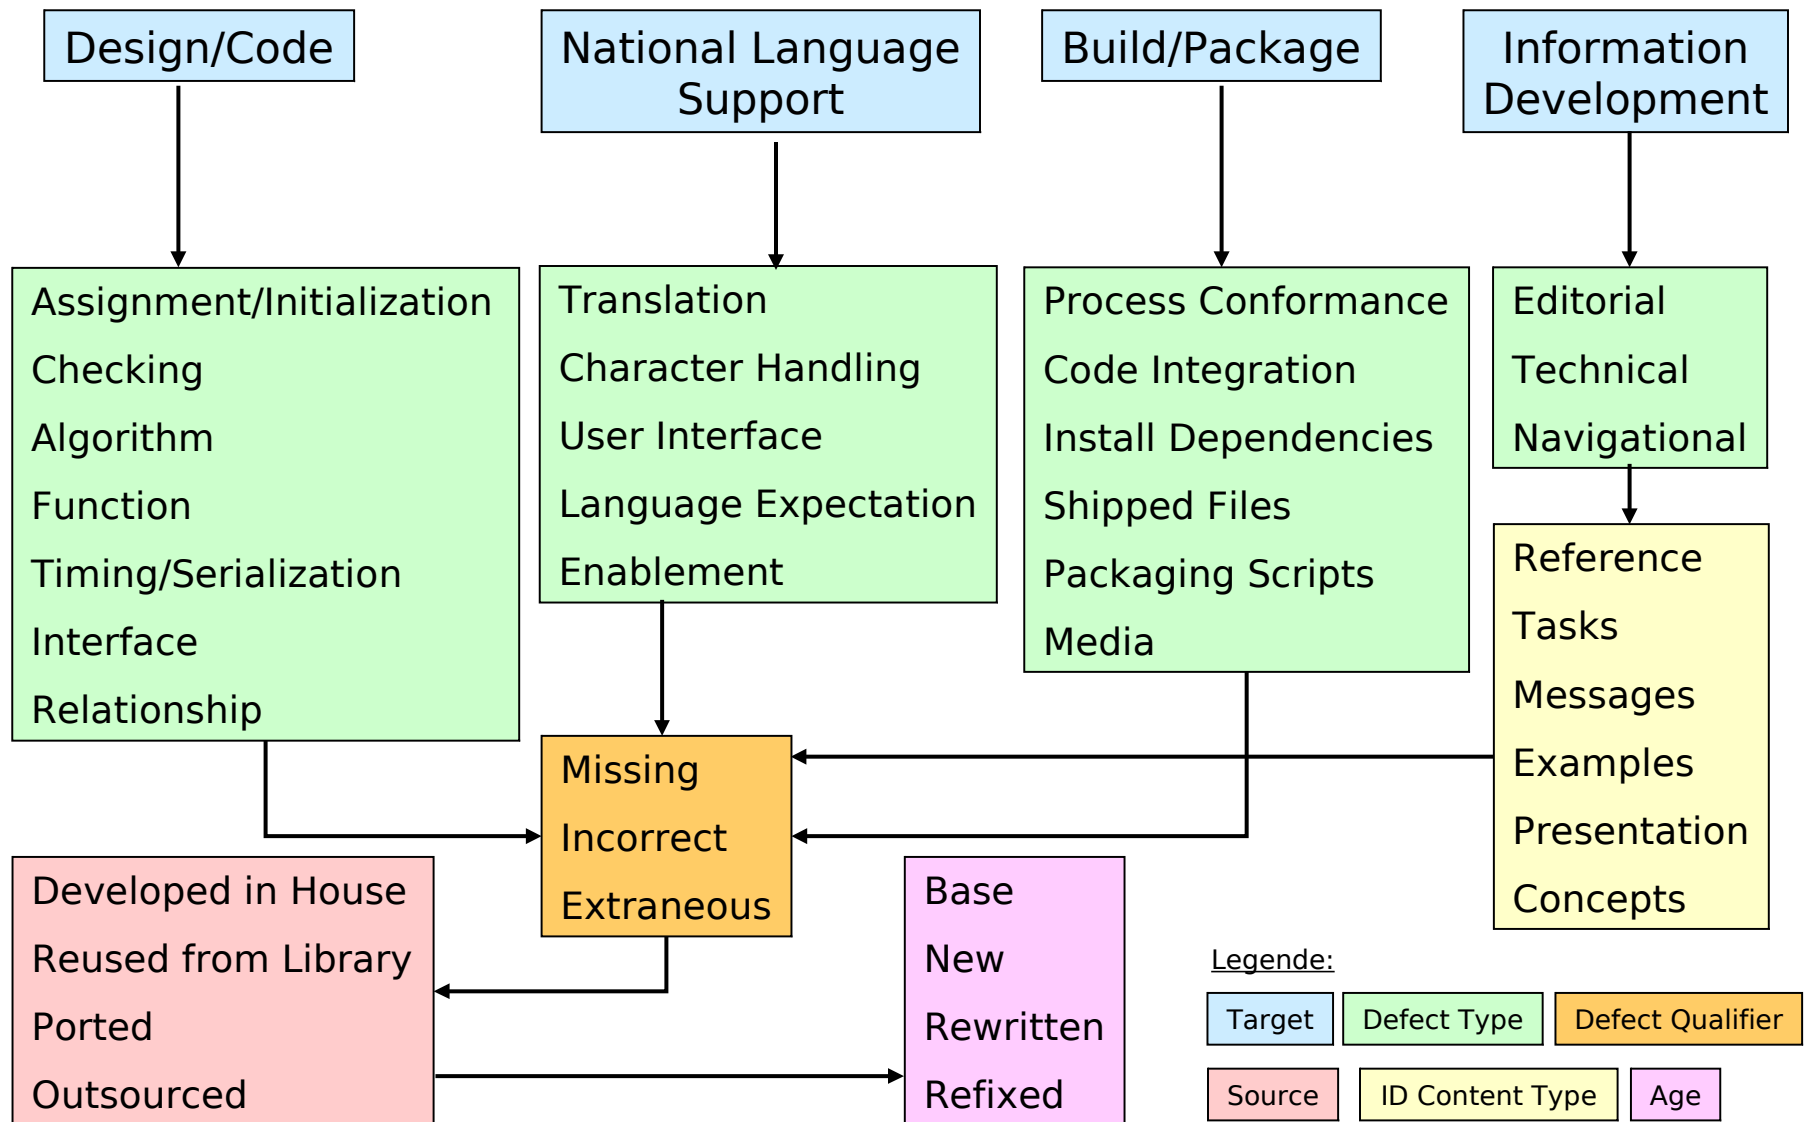 Design/Code
National Language
Support
Build/Package
Information
Development
Assignment/Initialization
Checking
Algorithm
Function
Timing/Serialization
Interface
Relationship
Translation
Character Handling
User Interface
Language Expectation
Enablement
Process Conformance
Code Integration
Install Dependencies
Shipped Files
Packaging Scripts
Media
Editorial
Technical
Navigational
Reference
Tasks
Messages
Examples
Presentation
Concepts
Missing
Incorrect
Extraneous
Developed in House
Reused from Library
Ported
Outsourced
Base
New
Rewritten
Refixed
Legende:
Target
Defect Type
Defect Qualifier
Source
ID Content Type
Age